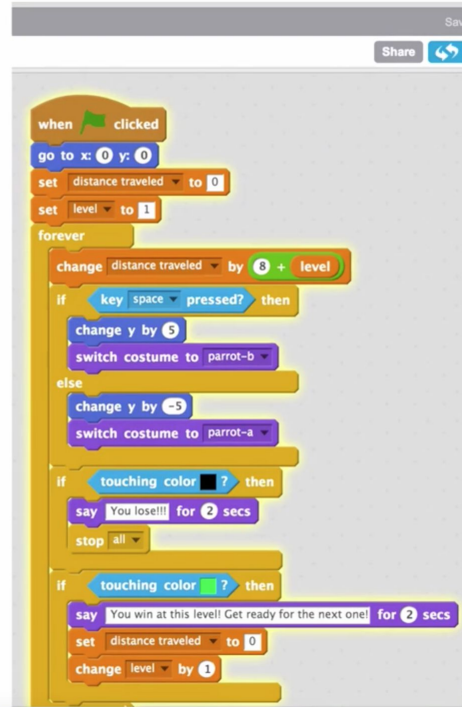 Sav
Share
when clicked
go to x: 0 y: 0
set distance traveled to 0
set level to 1
forever
change distance traveled by 8 + level
if key space pressed? then
change y by 5
switch costume to parrot-b
else
change y by -5
switch costume to parrot-a
if touching color ? then
say You lose!!! for 2 secs
stop all
if touching color ? then
say You win at this level! Get ready for the next one! for 2 secs
set distance traveled to 0
change level by 1